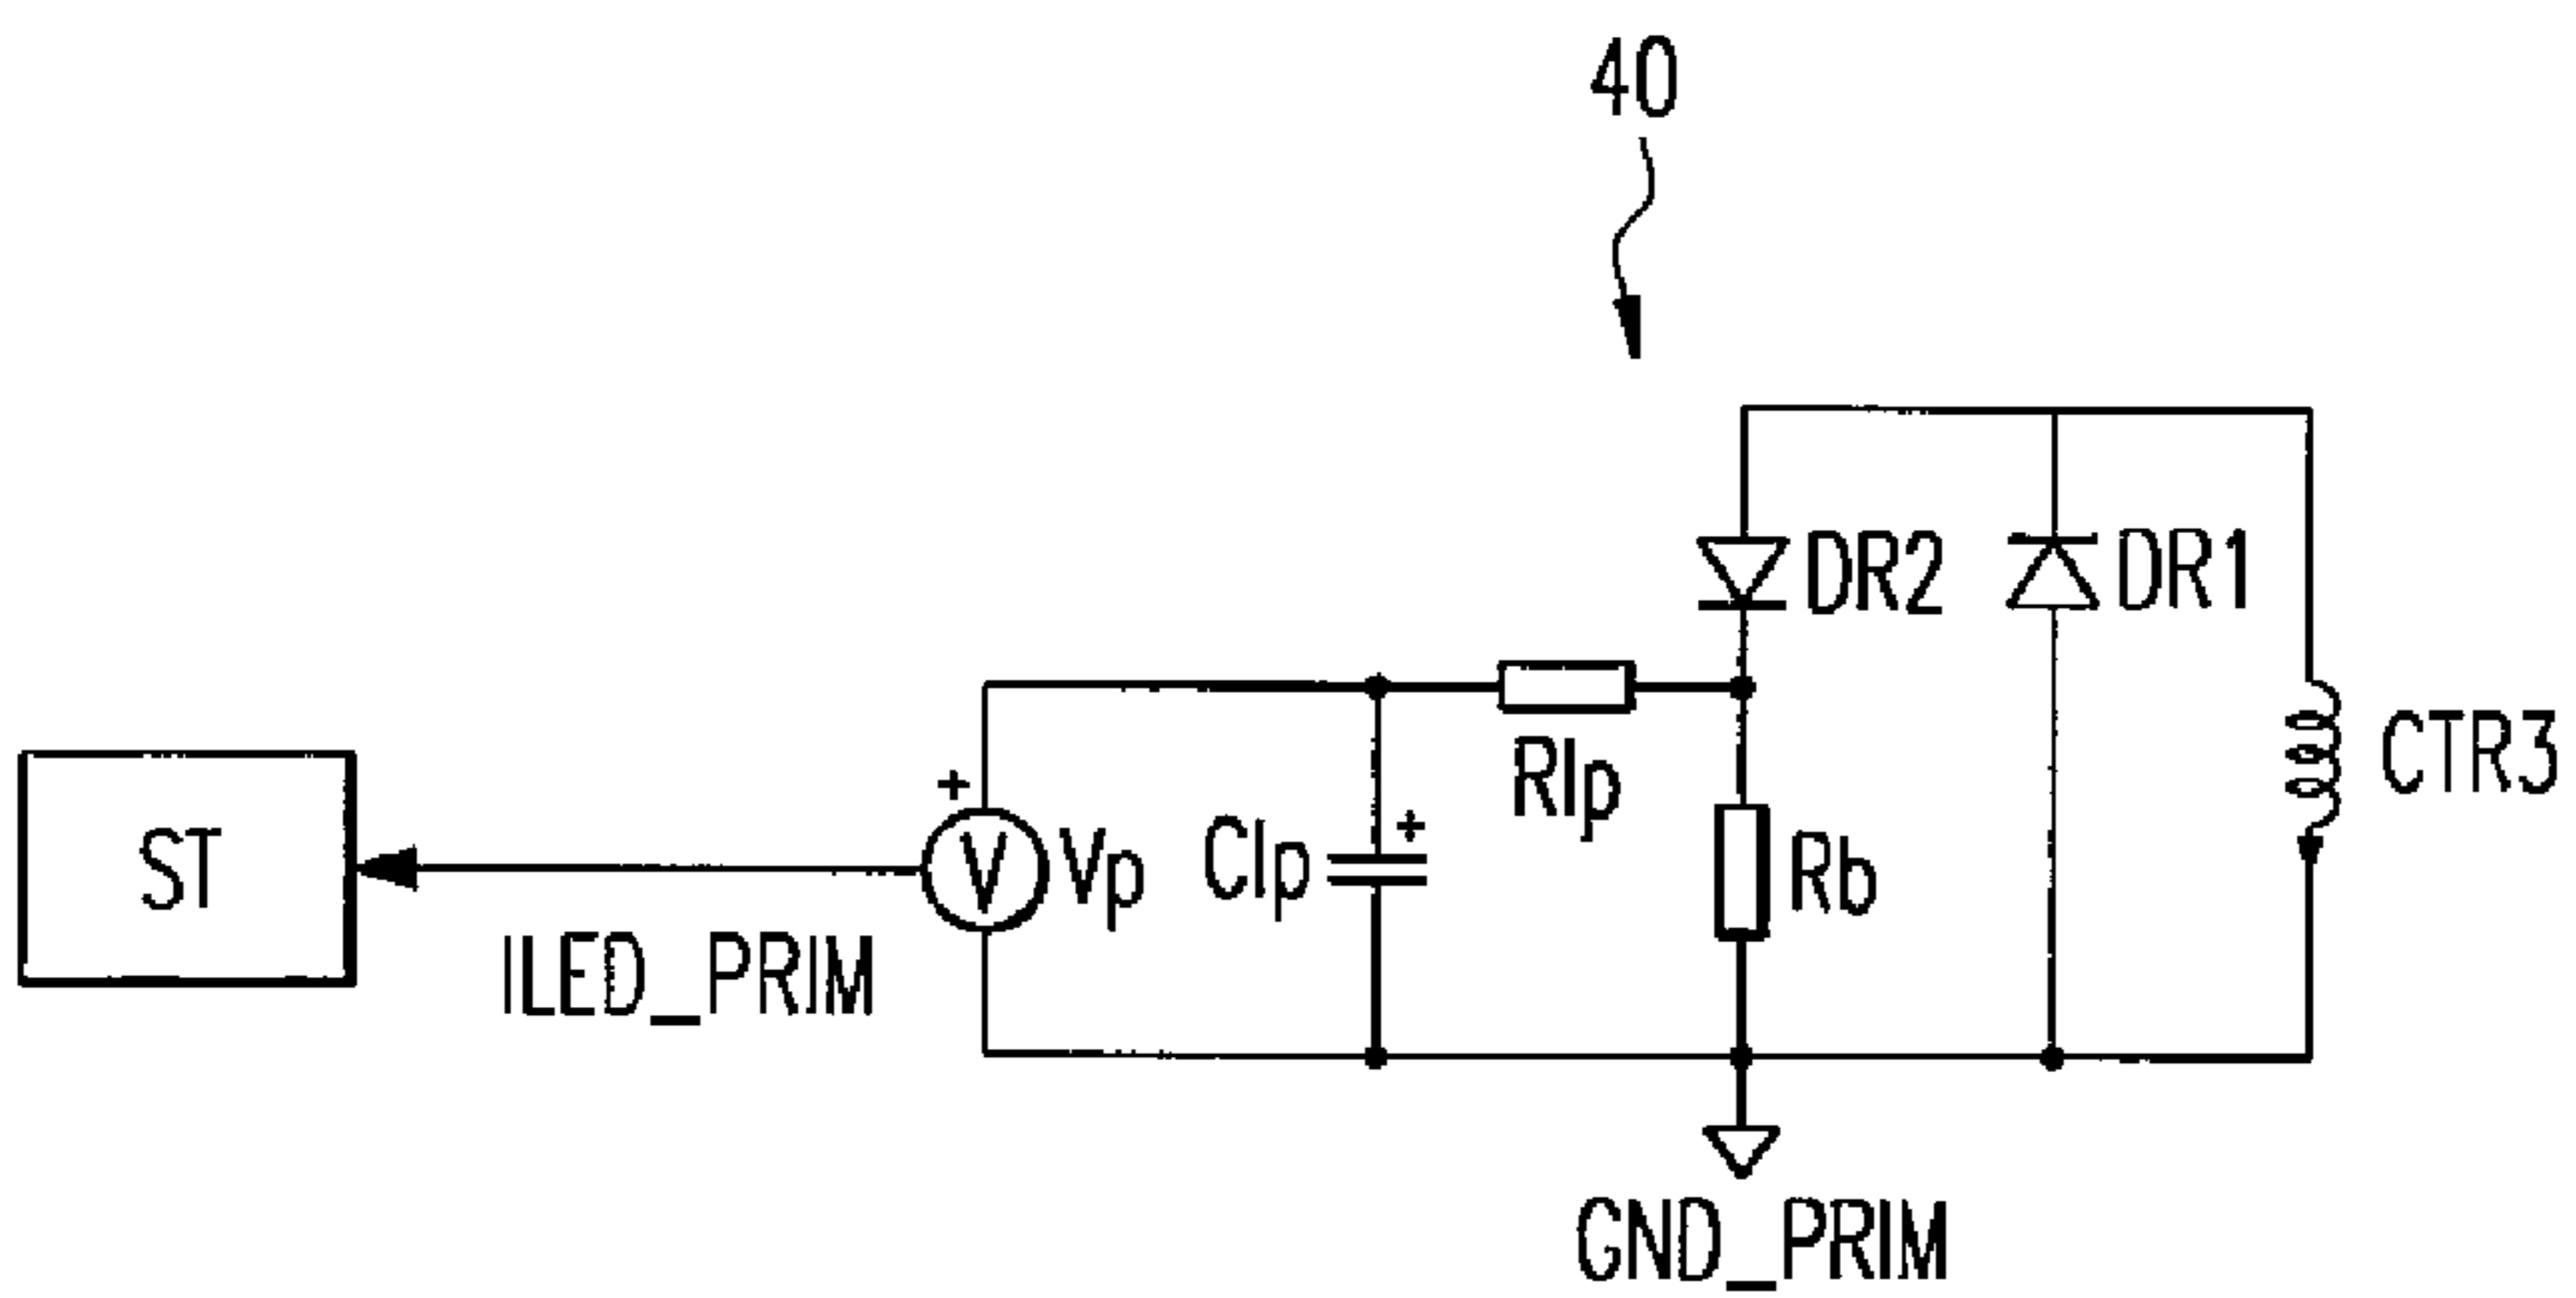 40
DR2
DR1
Rlp
CTR3
ST
+
V
Vp
Clp
+
Rb
ILED_PRIM
GND_PRIM